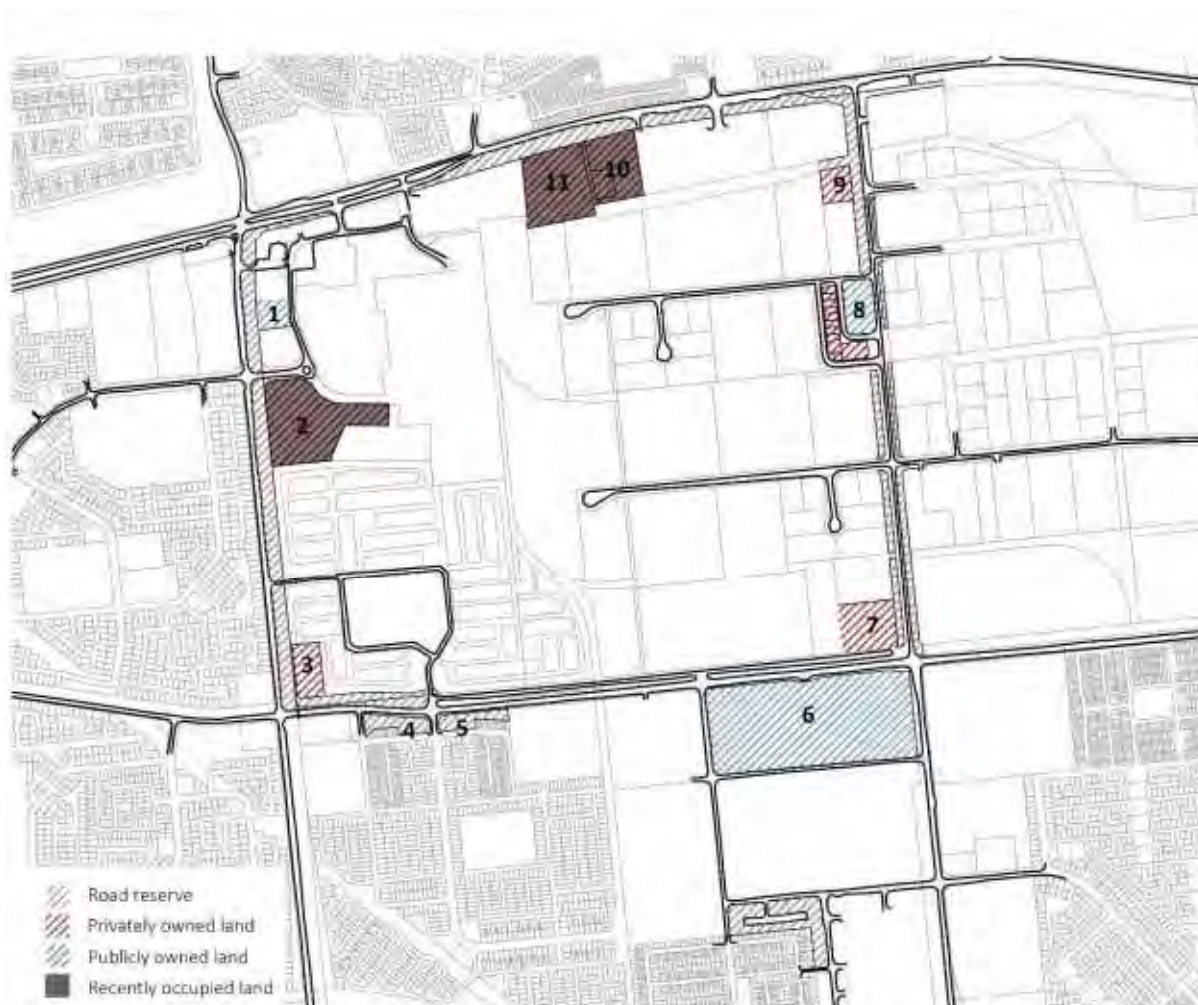 11
10
9
1
8
2
7
3
4
5
6
Road reserve
Privately owned land
Publicly owned land
Recently occupied land